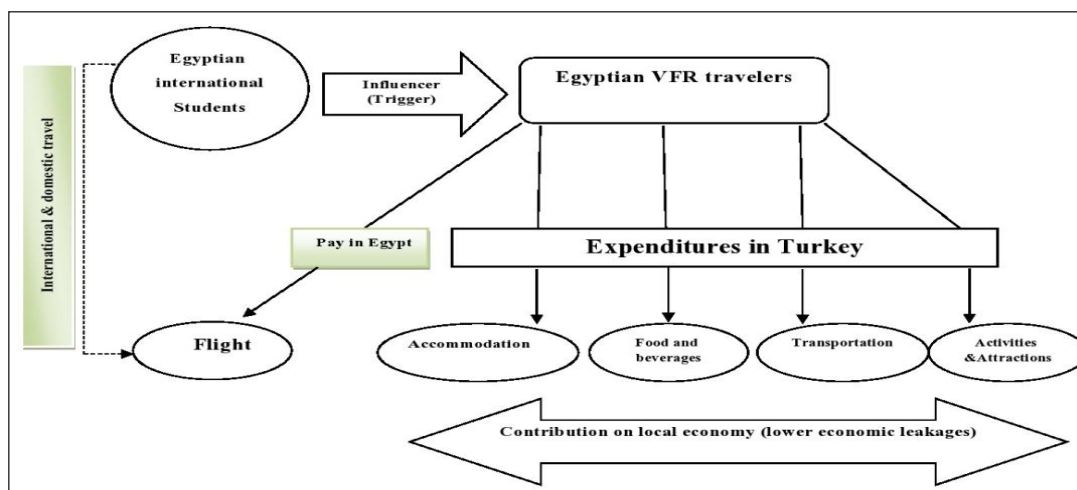 Egyptian
international
Students
Influencer
(Trigger)
Egyptian VFR travelers
International & domestic travel
Pay in Egypt
Expenditures in Turkey
Flight
Accommodation
Food and
beverages
Transportation
Activities
&Attractions
Contribution on local economy (lower economic leakages)